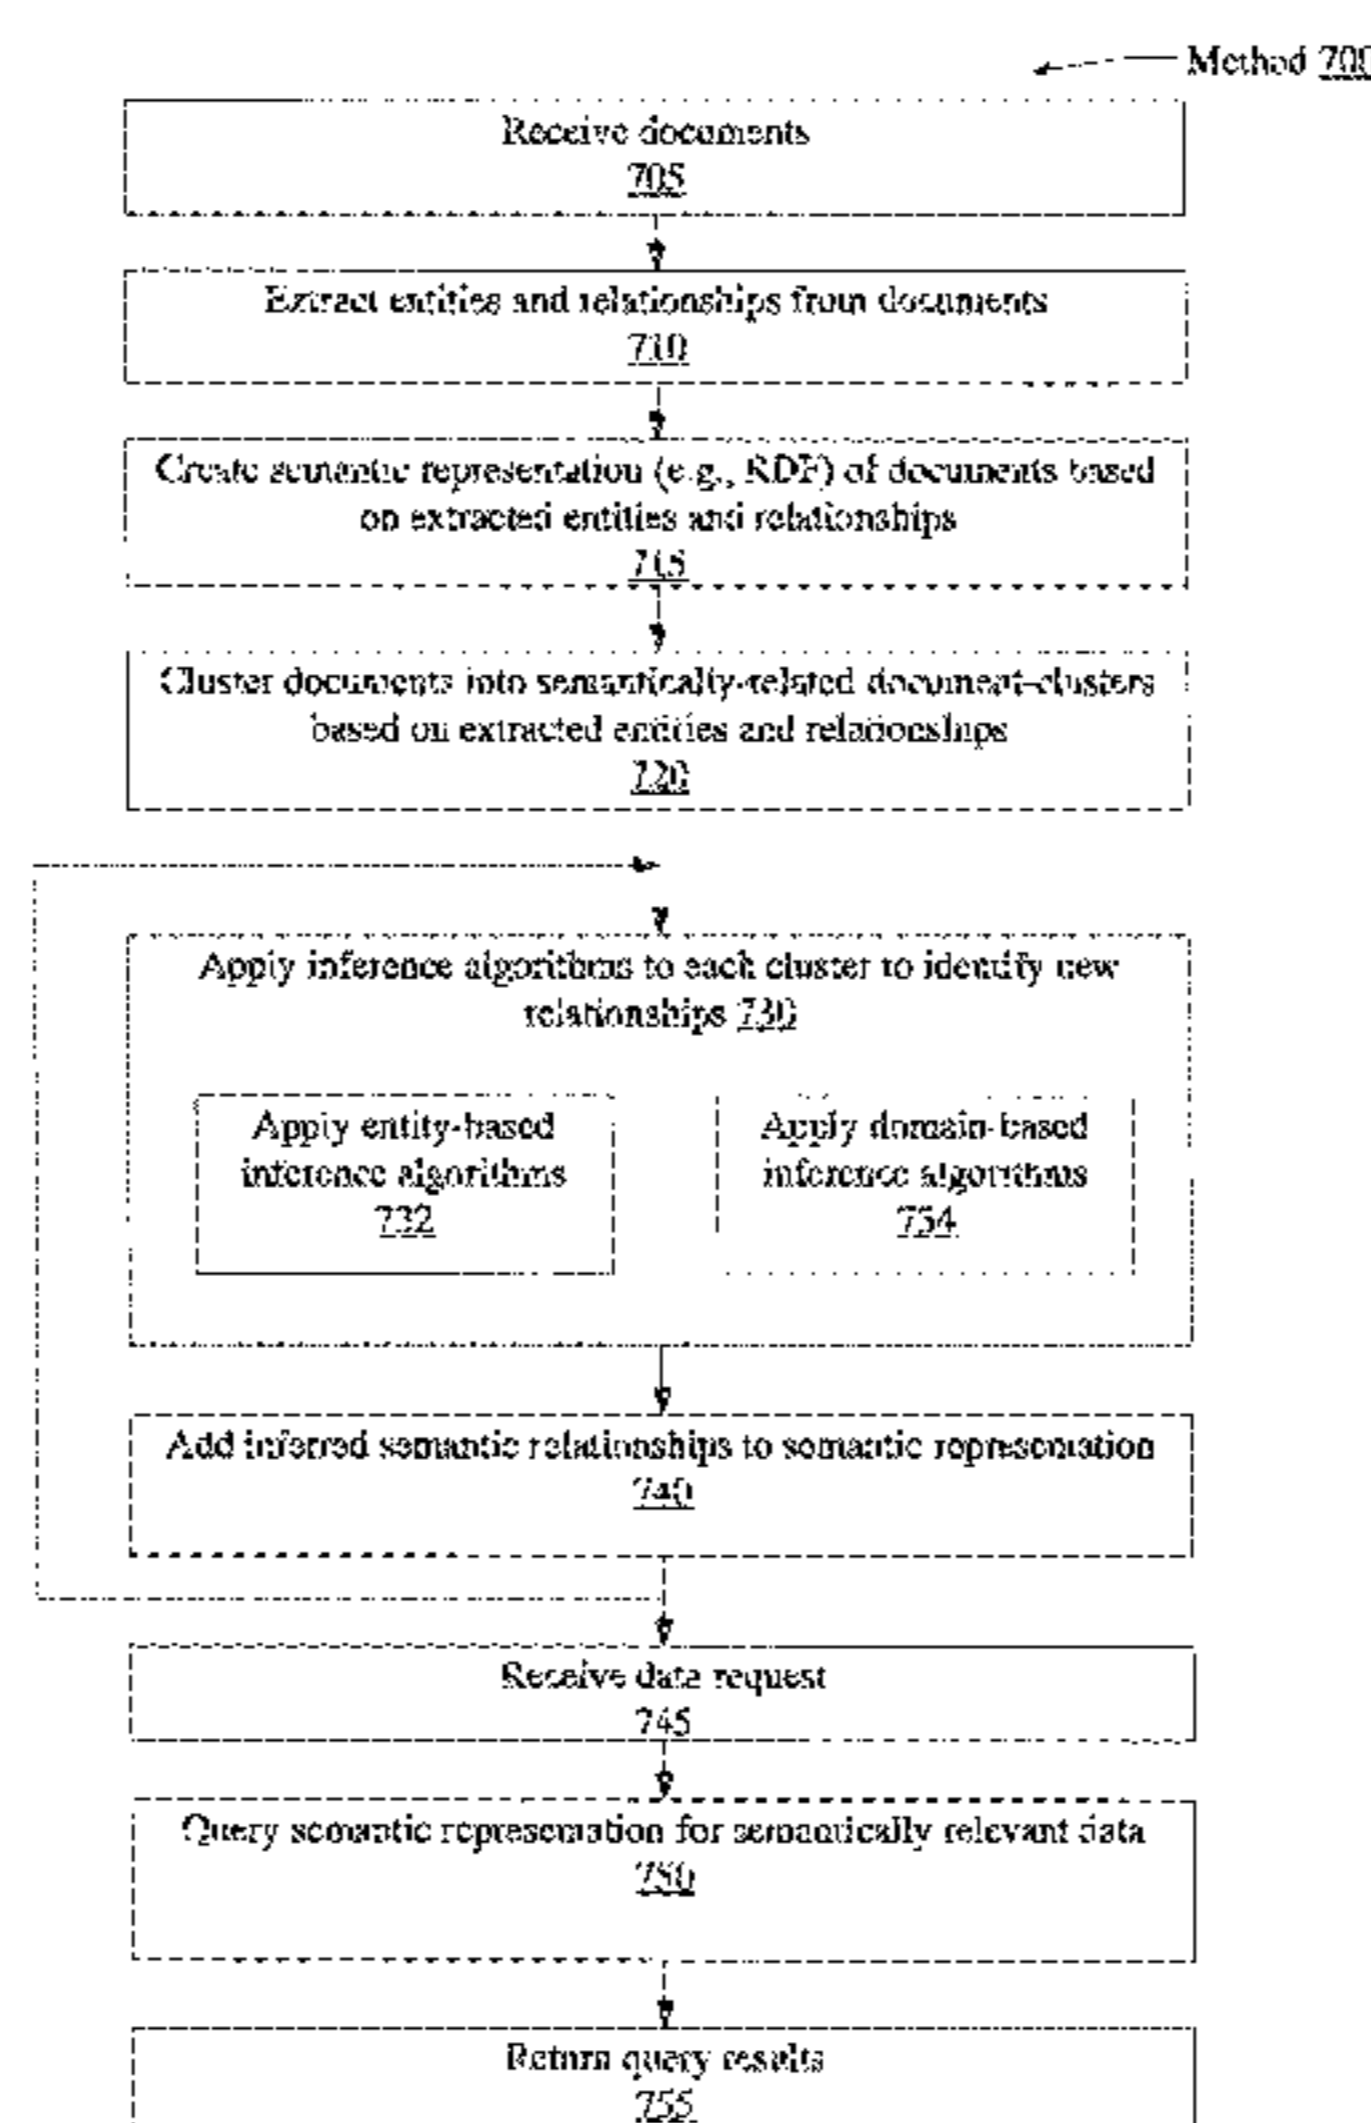 Method 700
Receive documents
705
Extract entities and relationships from documents
710
Create semantic representation (e.g., RDF) of documents based
on extracted entities and relationships
715
Cluster documents into semantically-related document-clusters
based on extracted entities and relationships
720
Apply inference algorithms to each cluster to identify new
relationships 730
Apply entity-based
inference algorithms
732
Apply domain-based
inference algorithms
734
Add inferred semantic relationships to semantic representation
740
Receive data request
745
Query semantic representation for semantically relevant data
750
Return query results
755